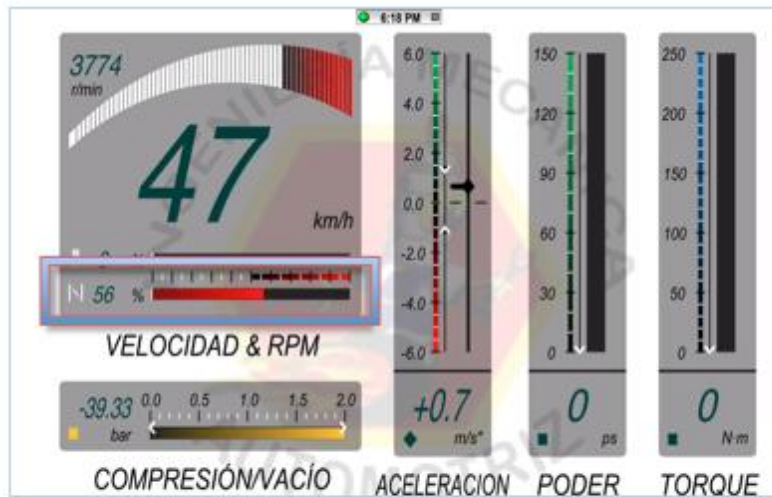 6:18 PM
3774
r/min
47
km/h
56 %
VELOCIDAD & RPM
-39.33
bar
0.0 0.5 1.0 1.5 2.0
COMPRESIÓN/VACÍO
6.0
4.0
2.0
0.0
-2.0
-4.0
-6.0
+0.7
m/s²
ACELERACION
150
120
90
60
30
0
0
ps
PODER
250
200
150
100
50
0
0
N·m
TORQUE
INGENIERÍA MECANICA
AUTOMOTRIZ